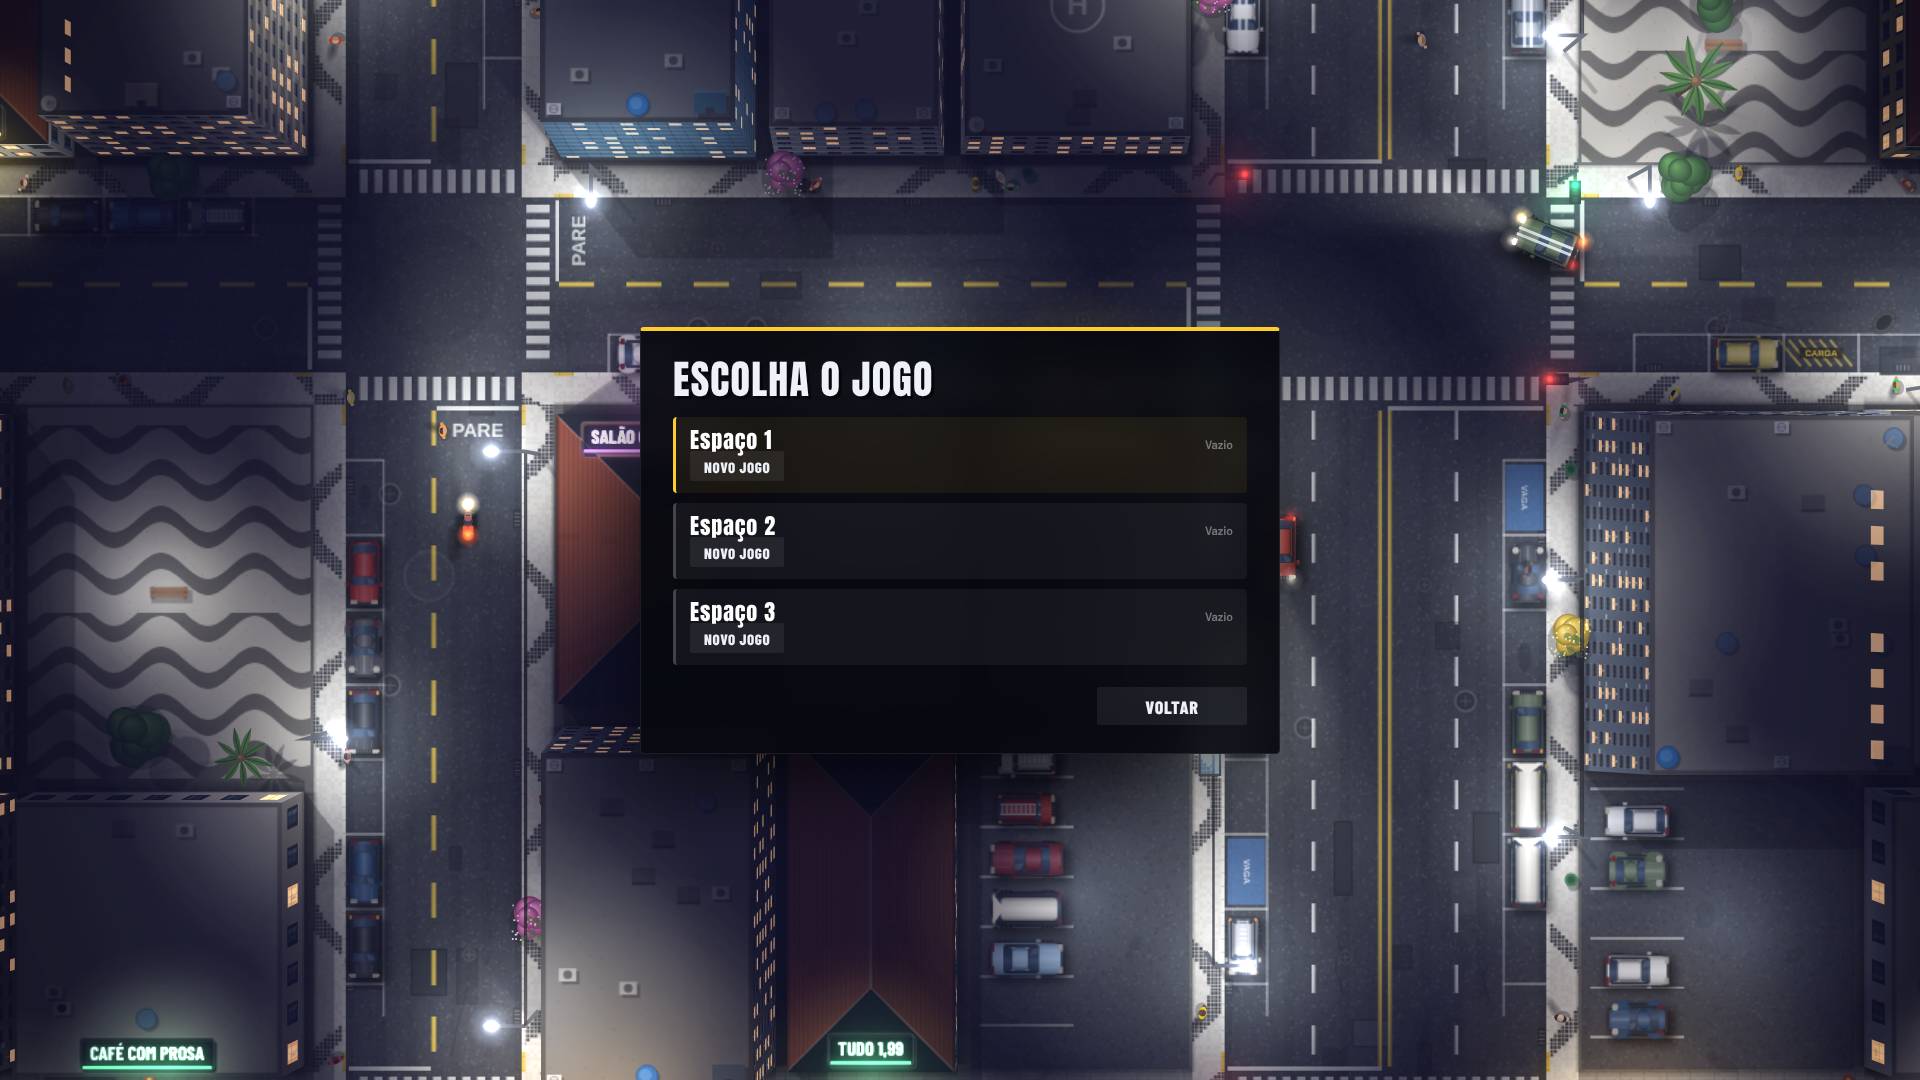 H
PARE
CARGA
PARE
SALÃO
ESCOLHA O JOGO
Espaço 1
Vazio
NOVO JOGO
Espaço 2
Vazio
NOVO JOGO
Espaço 3
Vazio
NOVO JOGO
VOLTAR
VAGA
VAGA
CAFÉ COM PROSA
TUDO 1,99